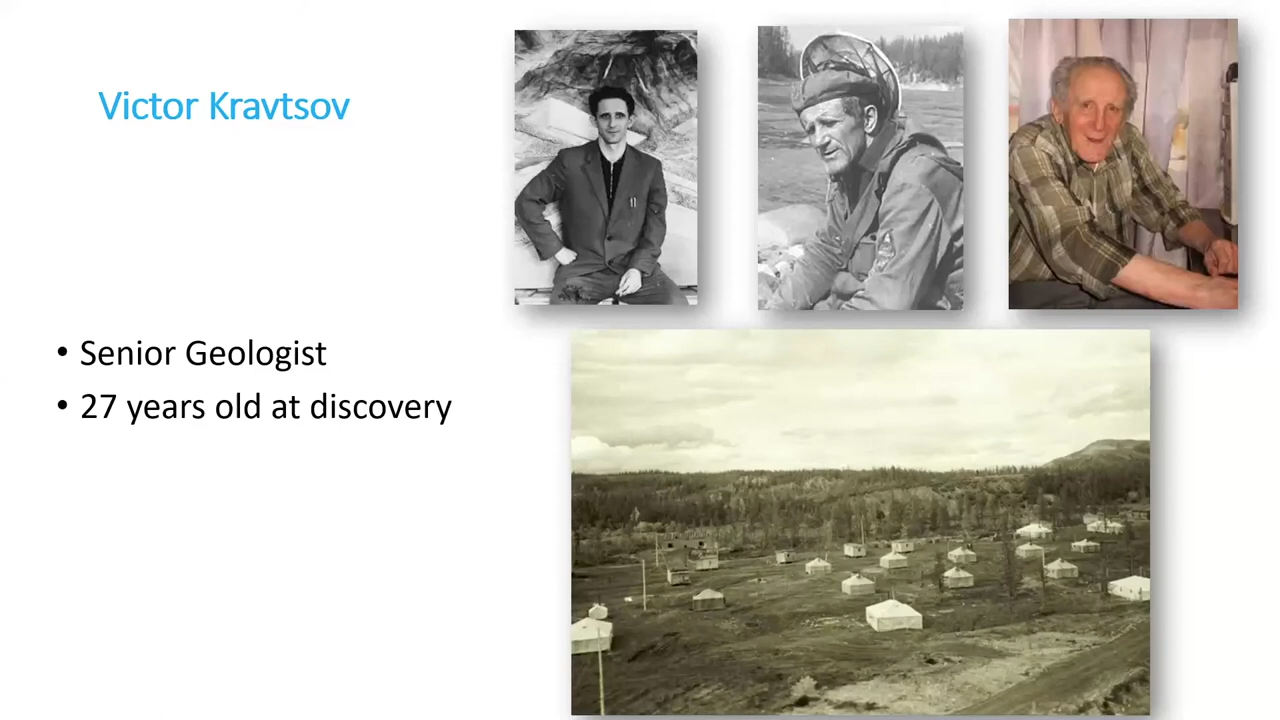 Victor Kravtsov
• Senior Geologist
• 27 years old at discovery